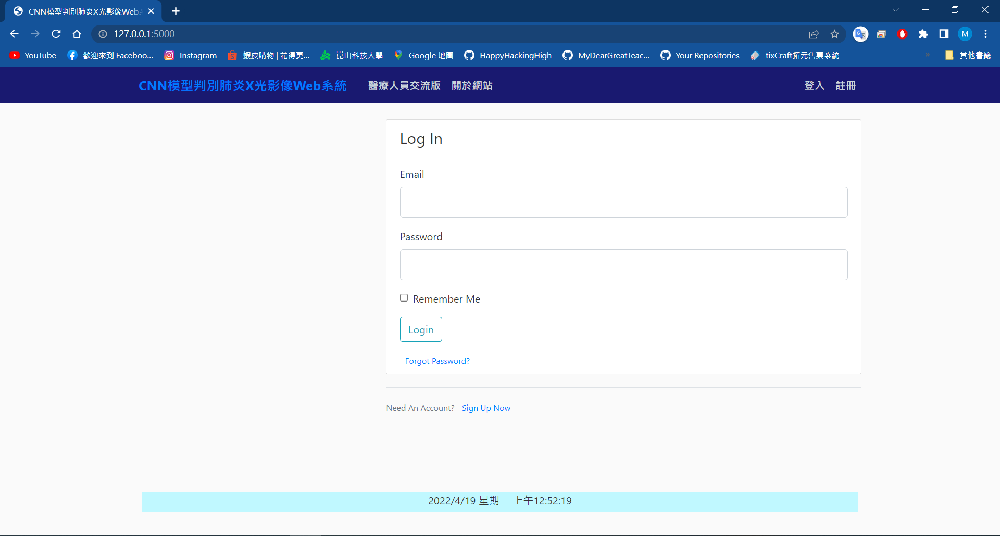 CNN模型判別肺炎X光影像Web
127.0.0.1:5000
YouTube 歡迎來到 Faceboo... Instagram 蝦皮購物 | 花得更... 崑山科技大學 Google 地圖 HappyHackingHigh MyDearGreatTeac... Your Repositories tixCraft拓元售票系統 » 其他書籤
CNN模型判別肺炎X光影像Web系統 醫療人員交流版 關於網站 登入 註冊
Log In
Email
Password
Remember Me
Login
Forgot Password?
Need An Account? Sign Up Now
2022/4/19 星期二 上午12:52:19
M